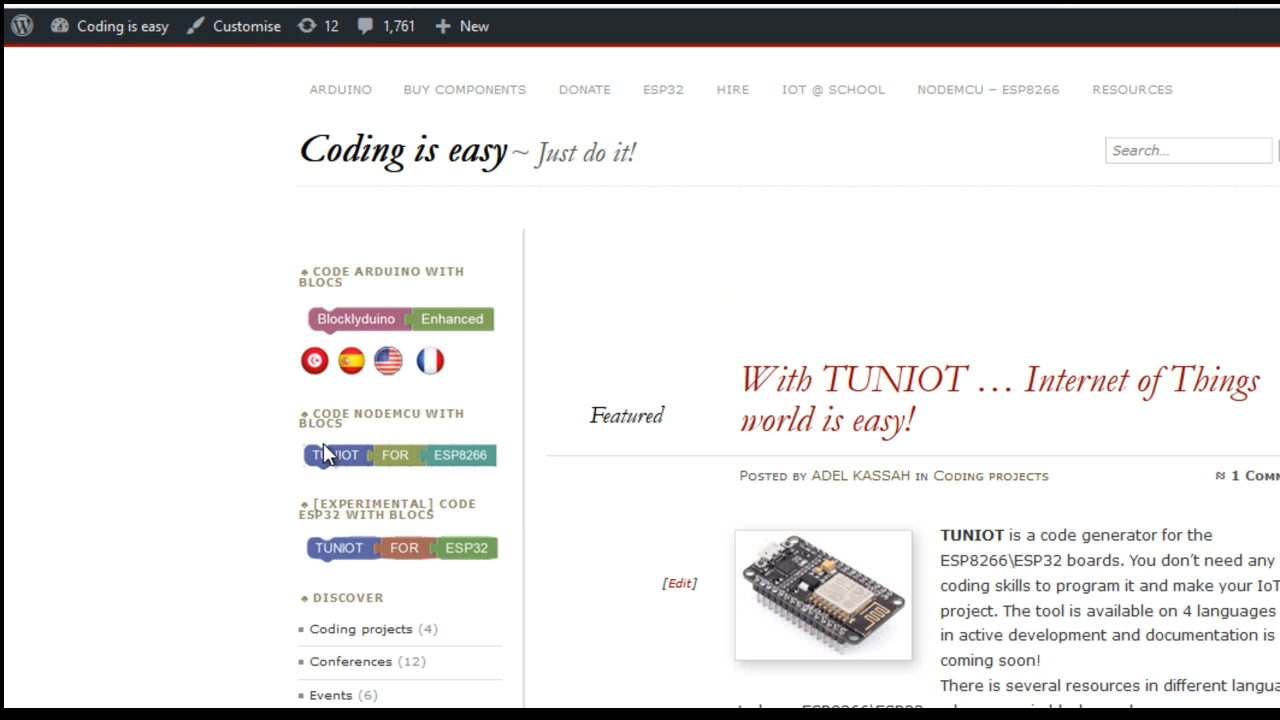 Coding is easy Customise 12 1,761 New
ARDUINO BUY COMPONENTS DONATE ESP32 HIRE IOT @ SCHOOL NODEMCU – ESP8266 RESOURCES
Coding is easy ~ Just do it!
Search...
♠ CODE ARDUINO WITH
BLOCS
Blocklyduino Enhanced
♠ CODE NODEMCU WITH
BLOCS
TUNIOT FOR ESP8266
♠ [EXPERIMENTAL] CODE
ESP32 WITH BLOCS
TUNIOT FOR ESP32
♠ DISCOVER
Coding projects (4)
Conferences (12)
Events (6)
Featured
With TUNIOT … Internet of Things
world is easy!
POSTED BY ADEL KASSAH IN CODING PROJECTS
≈ 1 COM
[Edit]
TUNIOT is a code generator for the
ESP8266\ESP32 boards. You don't need any
coding skills to program it and make your IoT
project. The tool is available on 4 languages
in active development and documentation is
coming soon!
There is several resources in different langua